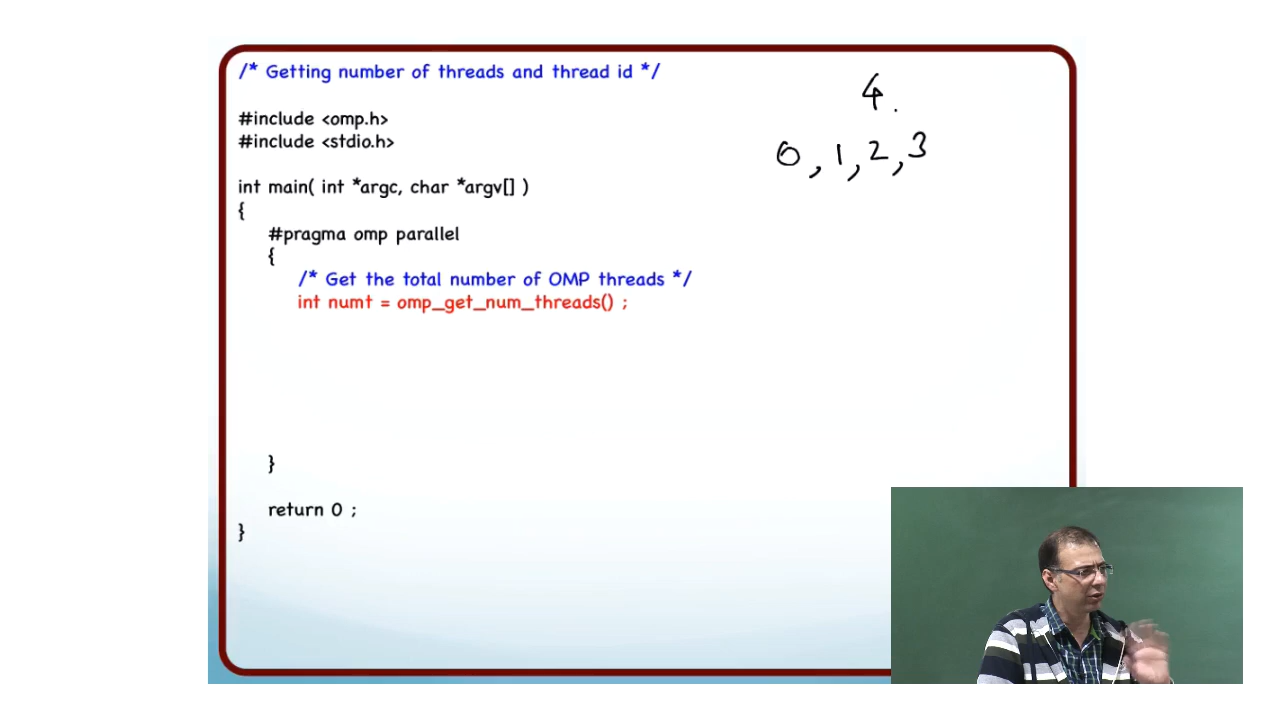 /* Getting number of threads and thread id */
4.
#include <omp.h>
#include <stdio.h>
0, 1, 2, 3
int main( int *argc, char *argv[] )
{
#pragma omp parallel
{
/* Get the total number of OMP threads */
int numt = omp_get_num_threads() ;
}
return 0 ;
}